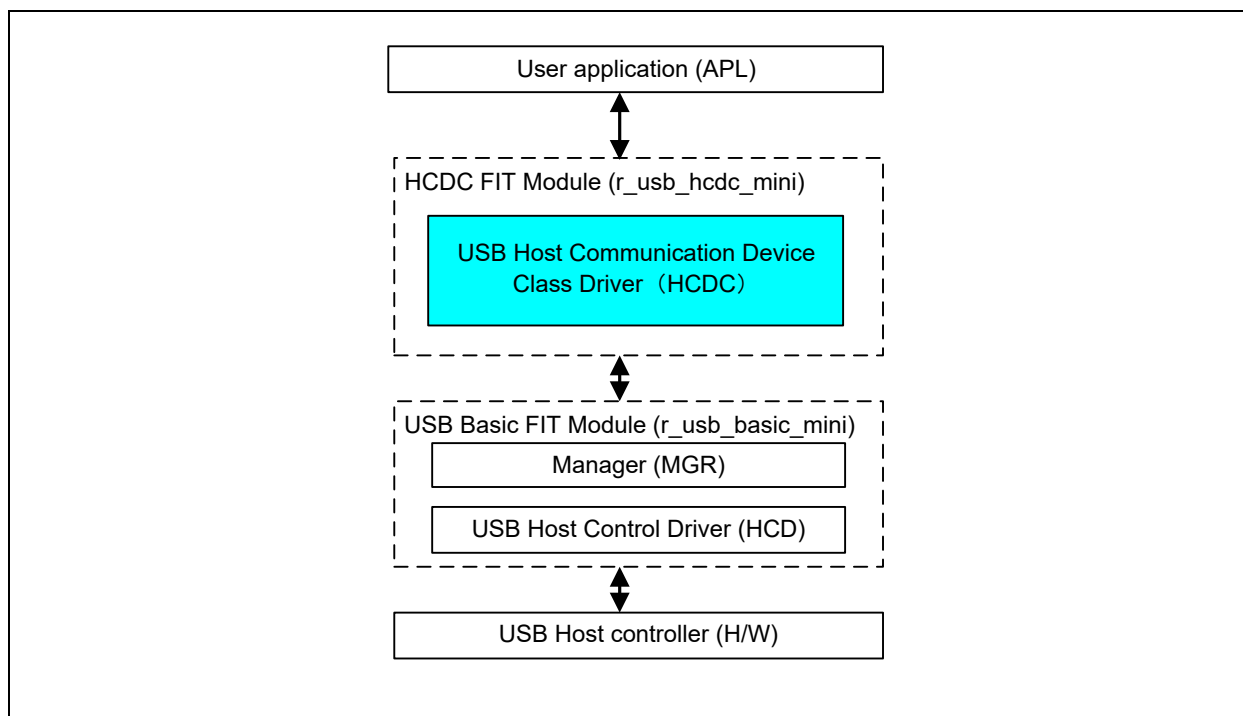 User application (APL)
HCDC FIT Module (r_usb_hcdc_mini)
USB Host Communication Device
Class Driver（HCDC）
USB Basic FIT Module (r_usb_basic_mini)
Manager (MGR)
USB Host Control Driver (HCD)
USB Host controller (H/W)